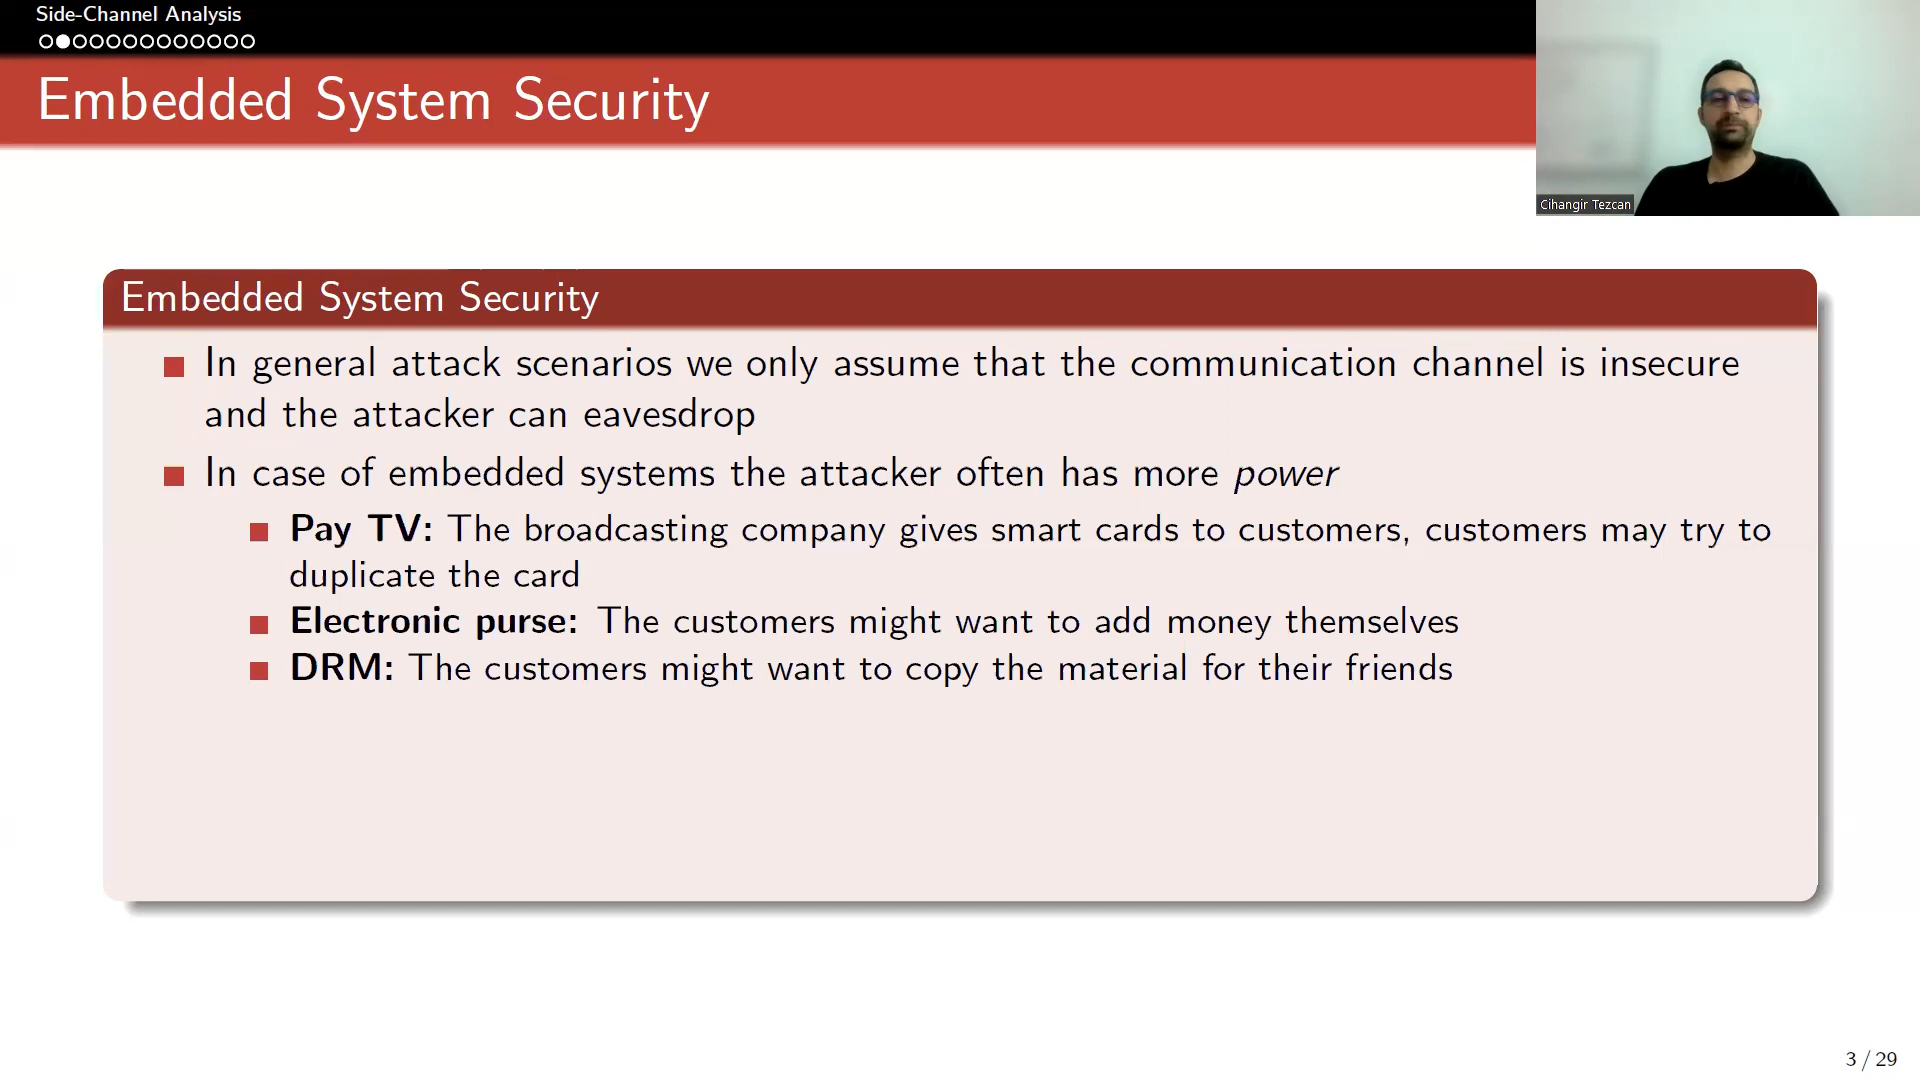 Side-Channel Analysis
Embedded System Security
Cihangir Tezcan
Embedded System Security
In general attack scenarios we only assume that the communication channel is insecure
and the attacker can eavesdrop
In case of embedded systems the attacker often has more power
Pay TV: The broadcasting company gives smart cards to customers, customers may try to
duplicate the card
Electronic purse: The customers might want to add money themselves
DRM: The customers might want to copy the material for their friends
3 / 29